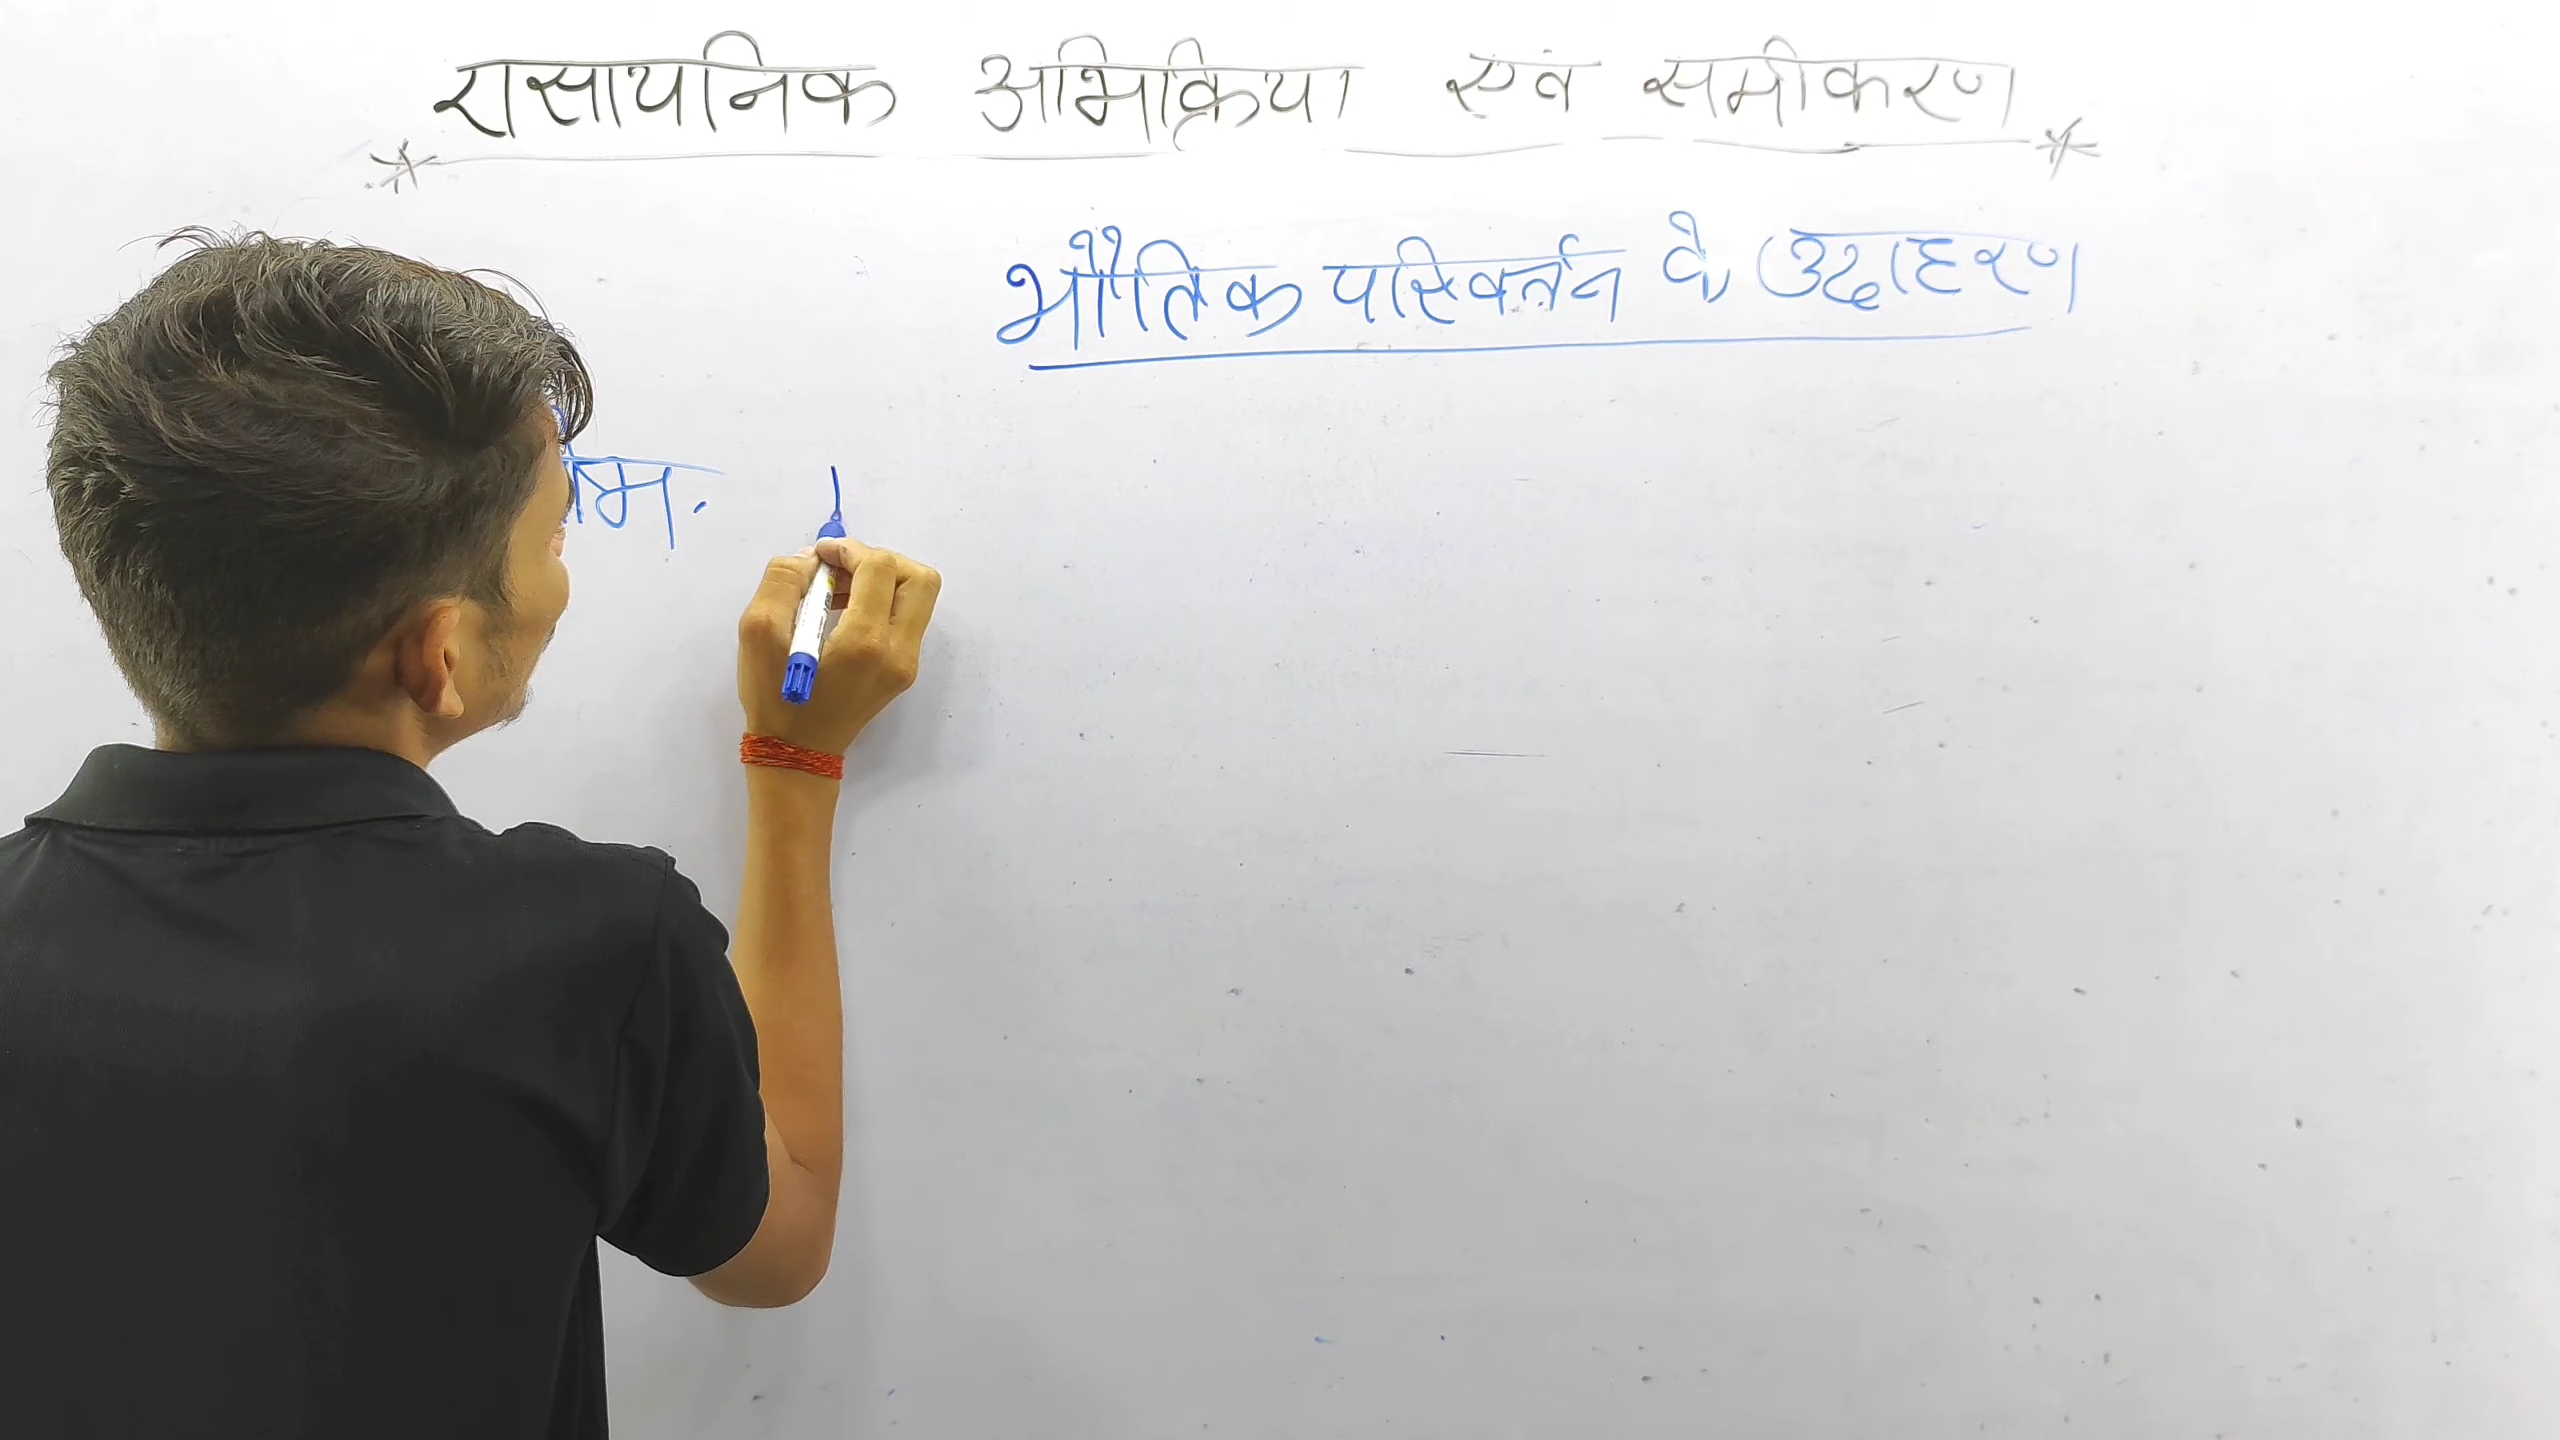 रासायनिक अभिक्रिया एवं समीकरण
भौतिक परिवर्तन के उदाहरण